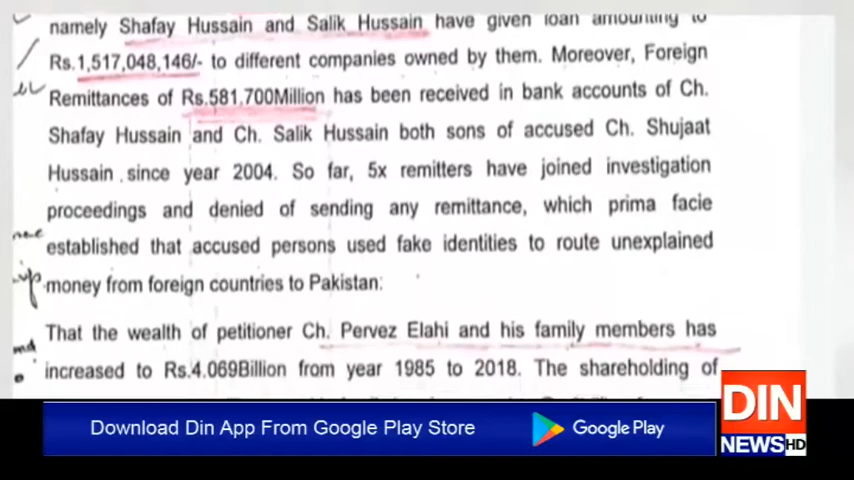 namely Shafay Hussain and Salik Hussain have given loan amounting to
Rs.1,517,048,146/- to different companies owned by them. Moreover, Foreign
Remittances of Rs.581,700Million has been received in bank accounts of Ch.
Shafay Hussain and Ch. Salik Hussain both sons of accused Ch. Shujaat
Hussain since year 2004. So far, 5x remitters have joined investigation
proceedings and denied of sending any remittance, which prima facie
established that accused persons used fake identities to route unexplained
money from foreign countries to Pakistan:
That the wealth of petitioner Ch. Pervez Elahi and his family members has
increased to Rs.4.069Billion from year 1985 to 2018. The shareholding of
Download Din App From Google Play Store
Google Play
DIN
NEWS HD